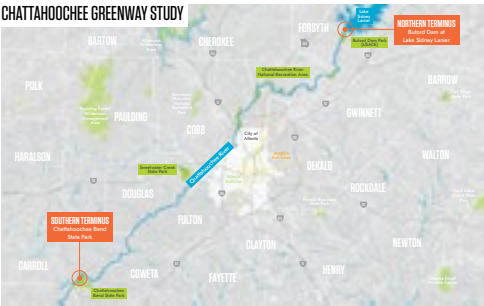 CHATTAHOOCHEE GREENWAY STUDY
Lake
Sidney
Lanier
FORSYTH
NORTHERN TERMINUS
Buford Dam at
Lake Sidney Lanier
BARTOW
CHEROKEE
Buford Dam Park
(USACE)
Chattahoochee River
National Recreation Area
POLK
BARROW
PAULDING
GWINNETT
COBB
City of
Atlanta
HARALSON
WALTON
Sweetwater Creek
State Park
Chattahoochee River
DEKALB
DOUGLAS
ROCKDALE
SOUTHERN TERMINUS
Chattahoochee Bend
State Park
FULTON
CLAYTON
NEWTON
CARROLL
COWETA
FAYETTE
HENRY
Chattahoochee
Bend State Park